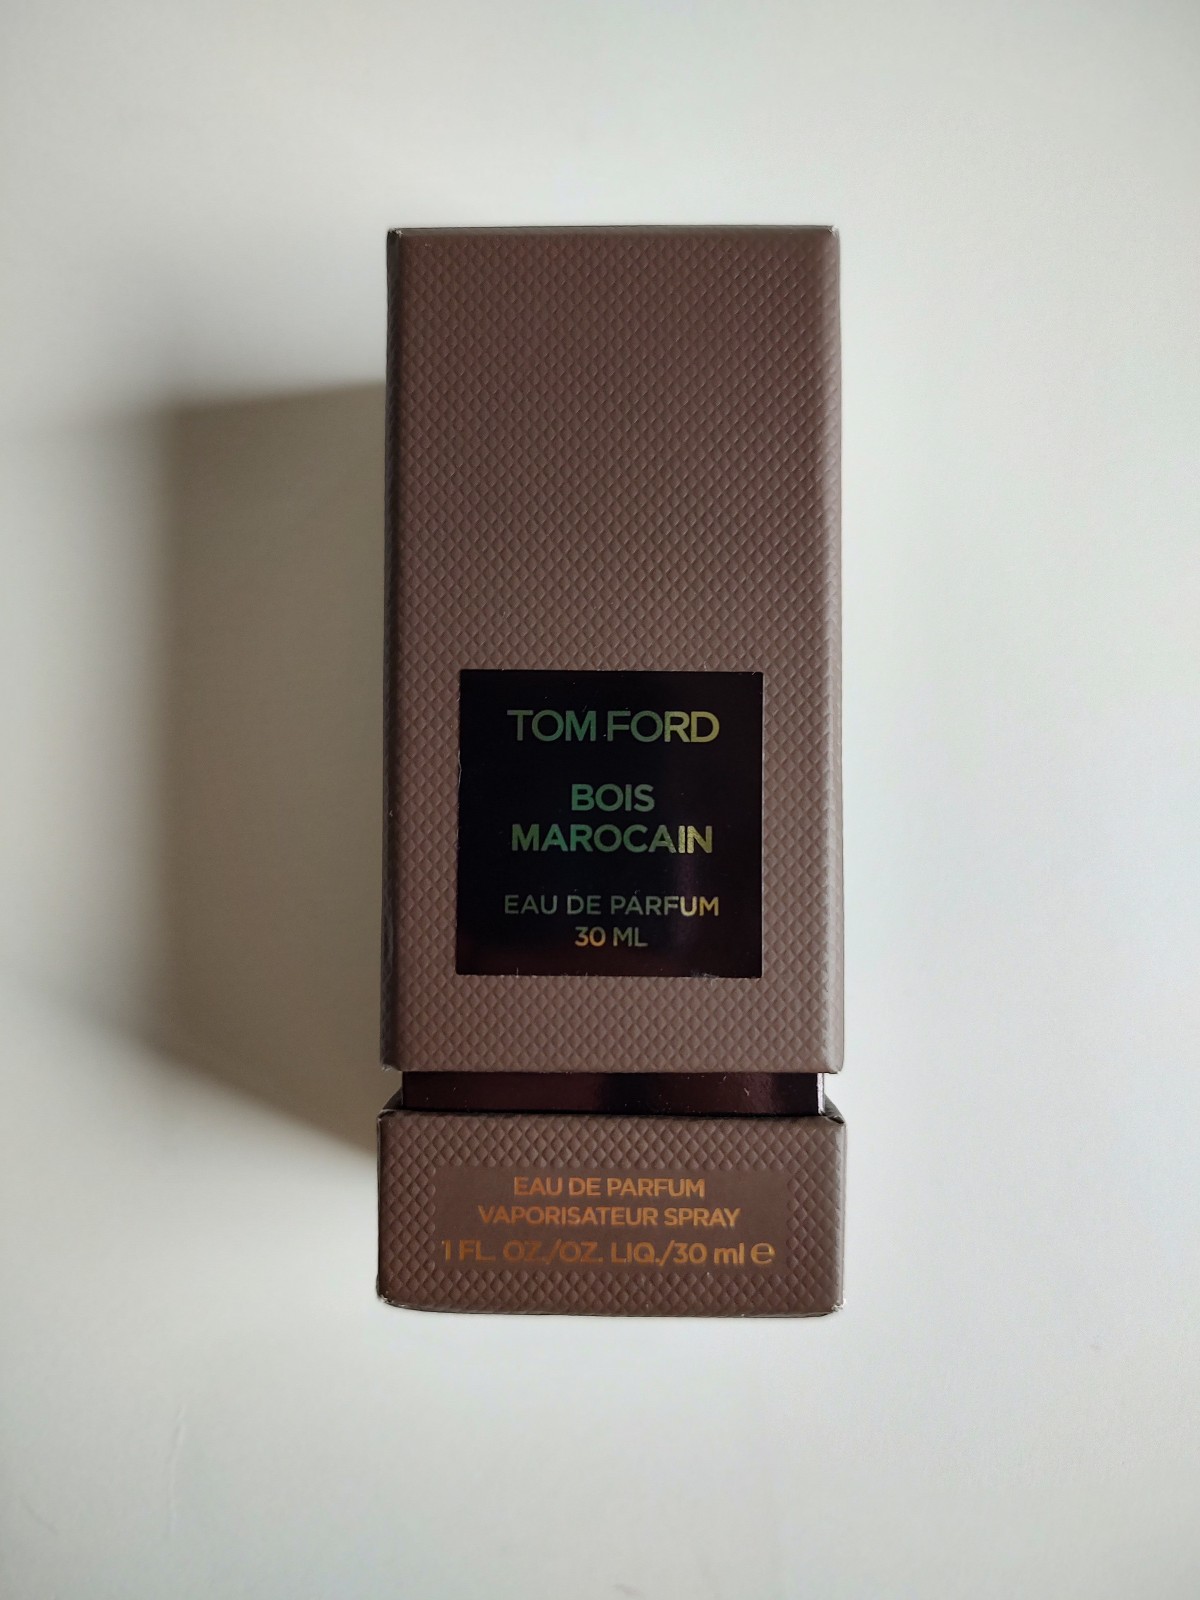 TOM FORD
BOIS
MAROCAIN
EAU DE PARFUM
30 ML
EAU DE PARFUM
VAPORISATEUR SPRAY
1 FL. OZ./OZ. LIQ./30 ml ℮